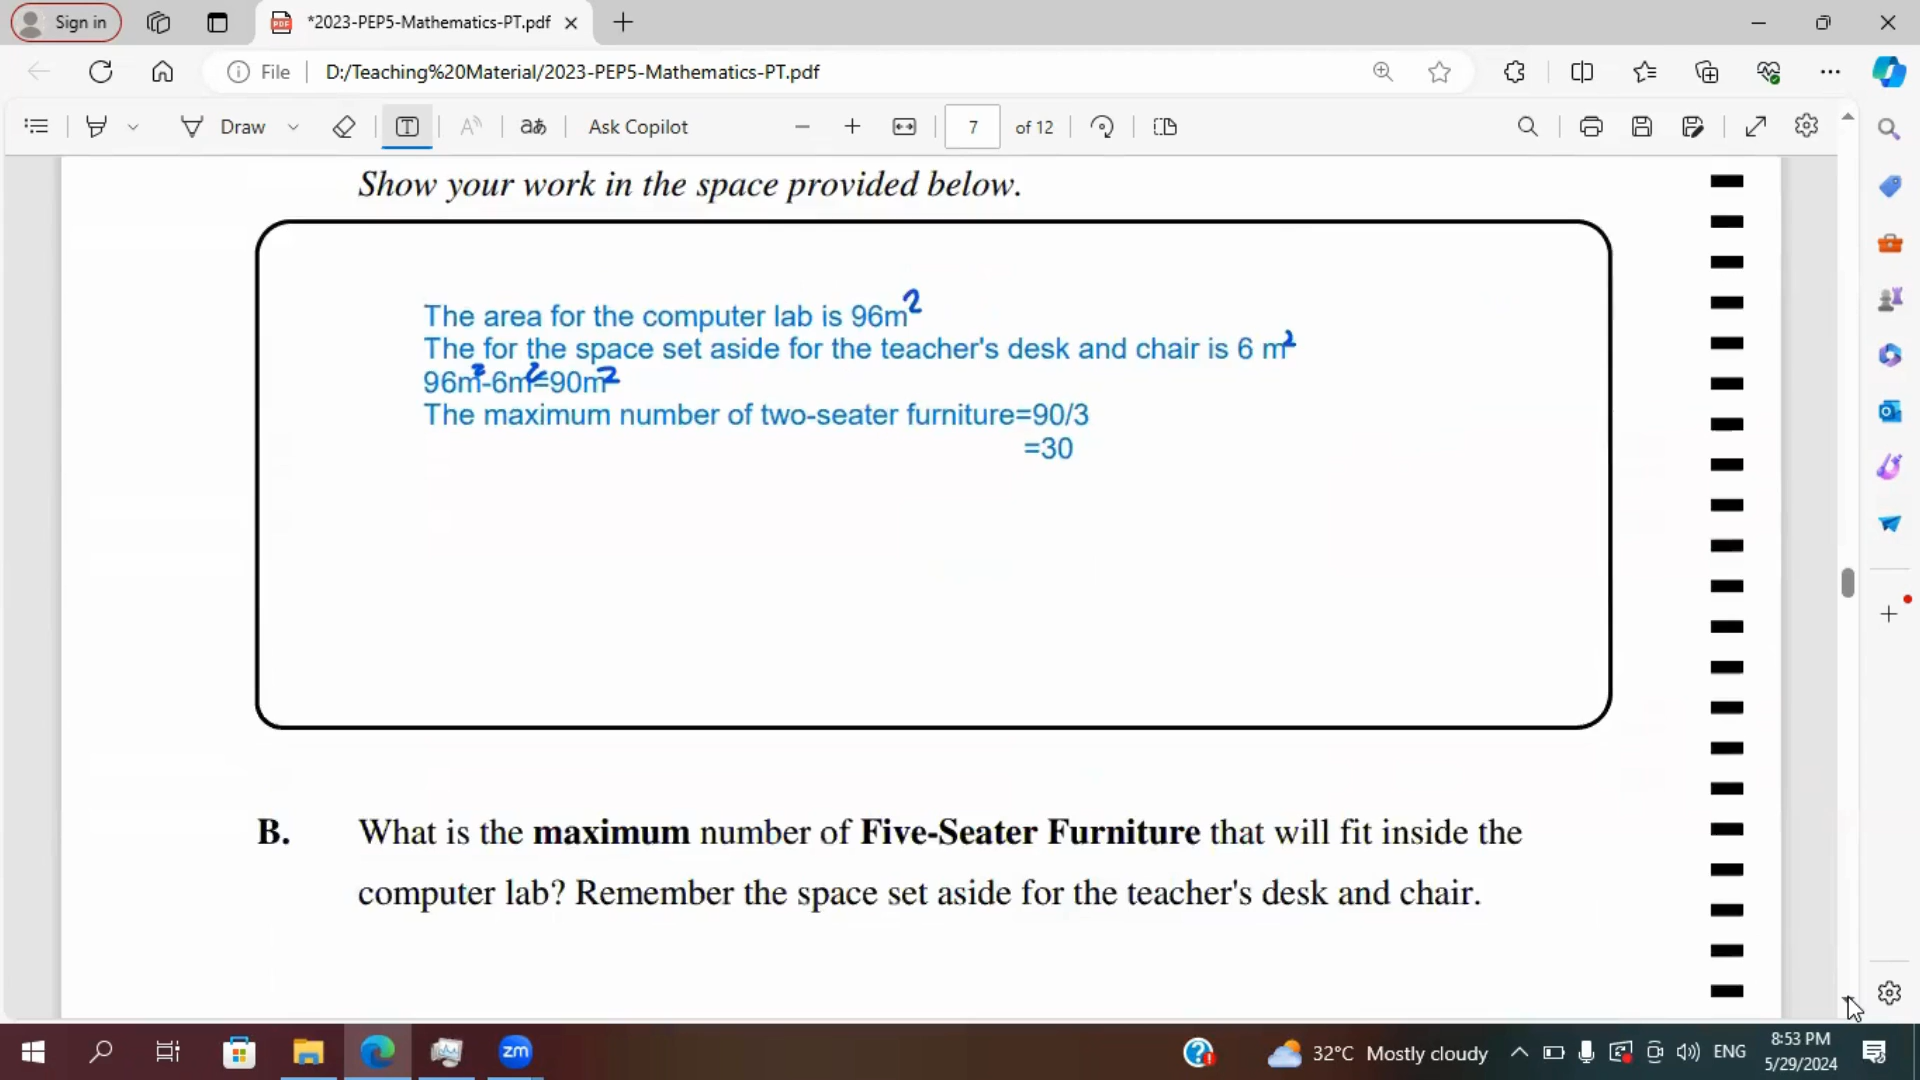 Sign in
*2023-PEP5-Mathematics-PT.pdf
File
D:/Teaching%20Material/2023-PEP5-Mathematics-PT.pdf
Draw
aあ
Ask Copilot
7 of 12
Show your work in the space provided below.
The area for the computer lab is 96m2
The for the space set aside for the teacher's desk and chair is 6 m2
96m2-6m2=90m2
The maximum number of two-seater furniture=90/3
=30
B. What is the maximum number of Five-Seater Furniture that will fit inside the
computer lab? Remember the space set aside for the teacher's desk and chair.
zm
32°C Mostly cloudy
ENG
8:53 PM
5/29/2024